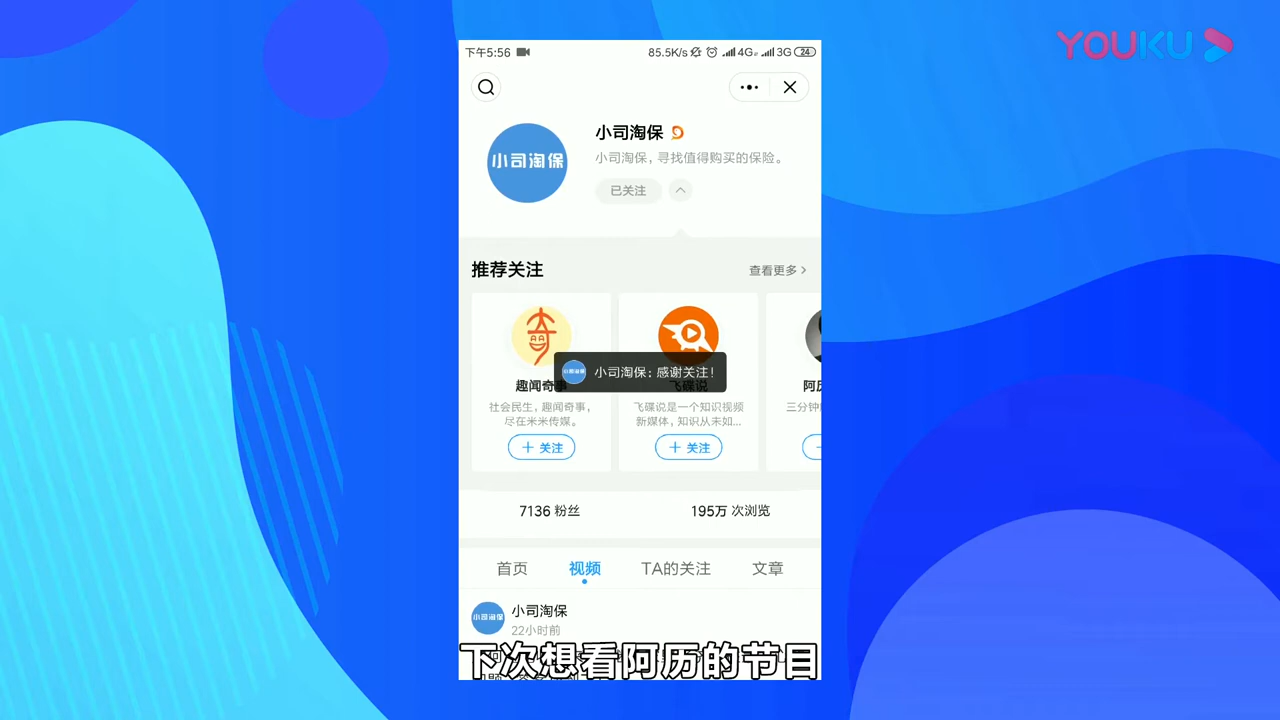 YOUKU
下午5:56
85.5K/s 4G 3G 24
小司淘保
小司淘保
小司淘保,寻找值得购买的保险。
已关注
推荐关注
查看更多 >
小司淘保
小司淘保:感谢关注!
趣闻奇事
飞碟说
阿历
社会民生,趣闻奇事,
尽在米米传媒。
飞碟说是一个知识视频
新媒体,知识从未如...
三分钟
+ 关注
+ 关注
7136 粉丝
195万 次浏览
首页
视频
TA的关注
文章
小司淘保
小司淘保
22小时前
下次想看阿历的节目